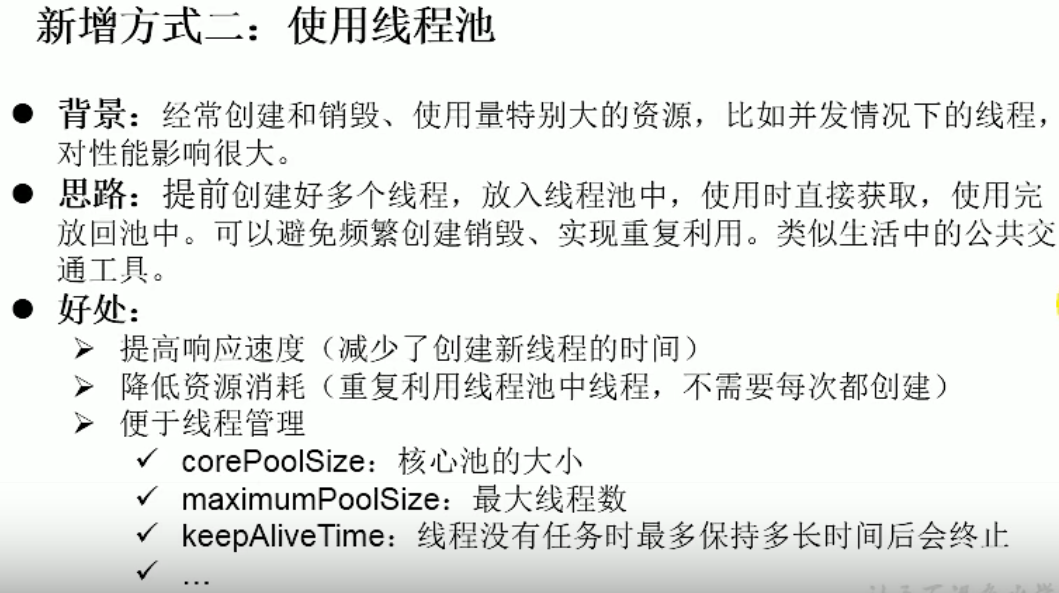 新增方式二：使用线程池
● 背景：经常创建和销毁、使用量特别大的资源，比如并发情况下的线程，
对性能影响很大。
● 思路：提前创建好多个线程，放入线程池中，使用时直接获取，使用完
放回池中。可以避免频繁创建销毁、实现重复利用。类似生活中的公共交
通工具。
● 好处：
➢ 提高响应速度（减少了创建新线程的时间）
➢ 降低资源消耗（重复利用线程池中线程，不需要每次都创建）
➢ 便于线程管理
✓ corePoolSize：核心池的大小
✓ maximumPoolSize：最大线程数
✓ keepAliveTime：线程没有任务时最多保持多长时间后会终止
✓ …